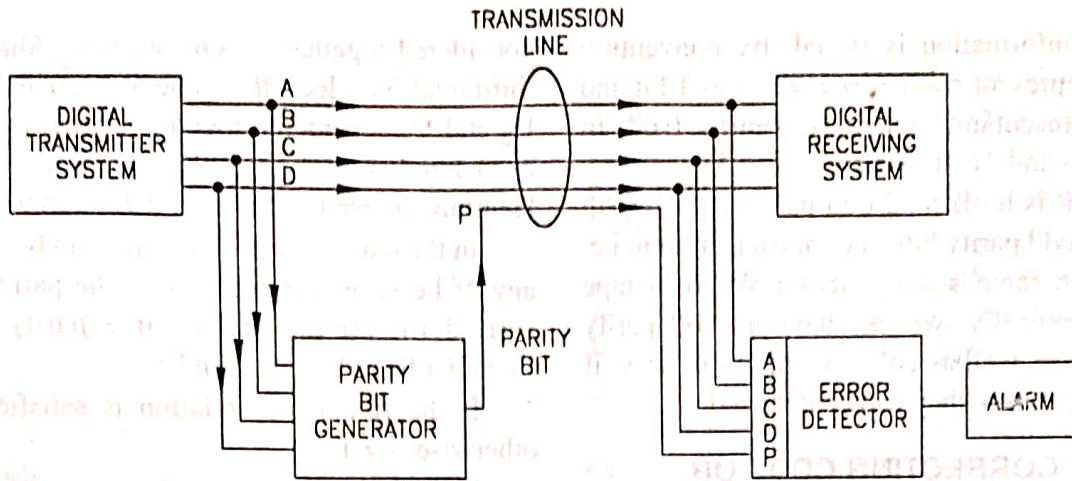 TRANSMISSION
LINE
DIGITAL
TRANSMITTER
SYSTEM
A
B
C
D
P
DIGITAL
RECEIVING
SYSTEM
PARITY
BIT
GENERATOR
PARITY
BIT
A
B
C
D
P
ERROR
DETECTOR
ALARM